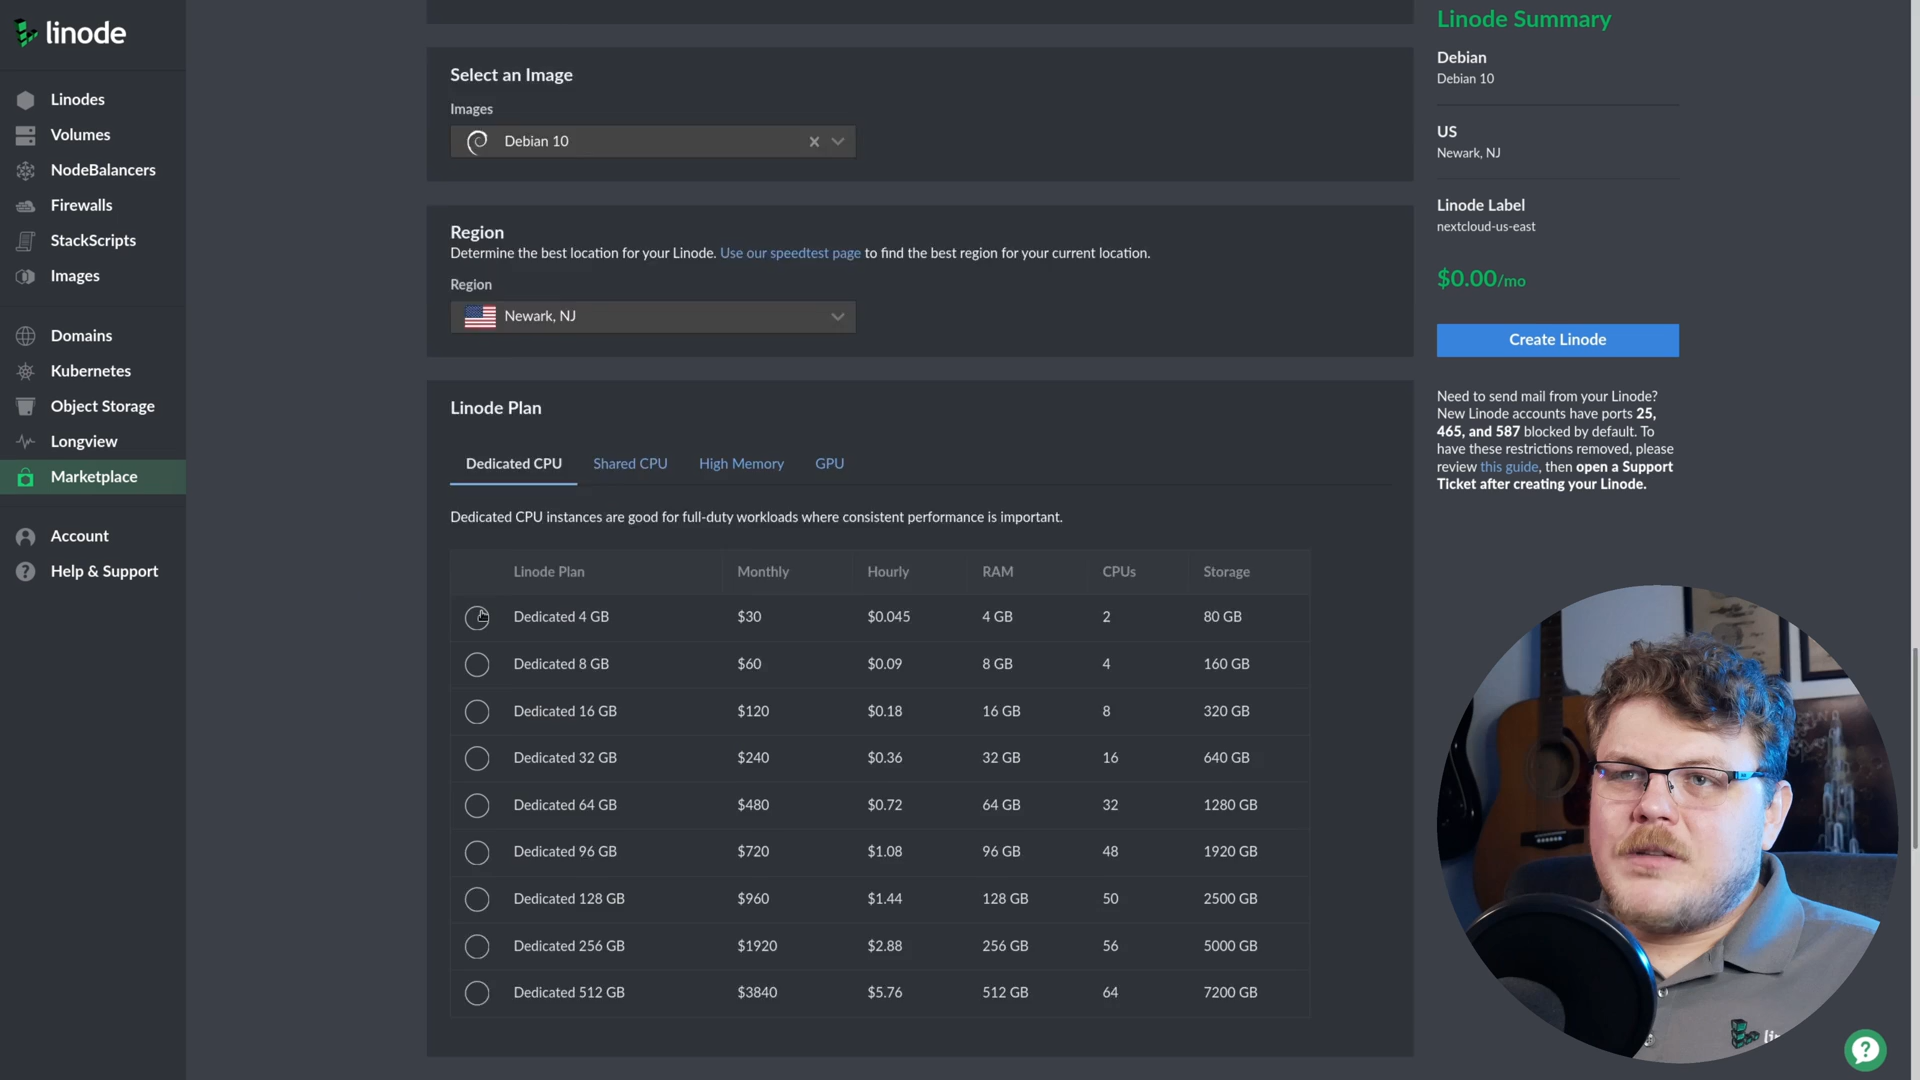 linode
Linodes
Volumes
NodeBalancers
Firewalls
StackScripts
Images
Domains
Kubernetes
Object Storage
Longview
Marketplace
Account
Help & Support
Select an Image
Images
Debian 10
Region
Determine the best location for your Linode. Use our speedtest page to find the best region for your current location.
Region
Newark, NJ
Linode Plan
Dedicated CPU Shared CPU High Memory GPU
Dedicated CPU instances are good for full-duty workloads where consistent performance is important.
Linode Plan Monthly Hourly RAM CPUs Storage
Dedicated 4 GB $30 $0.045 4 GB 2 80 GB
Dedicated 8 GB $60 $0.09 8 GB 4 160 GB
Dedicated 16 GB $120 $0.18 16 GB 8 320 GB
Dedicated 32 GB $240 $0.36 32 GB 16 640 GB
Dedicated 64 GB $480 $0.72 64 GB 32 1280 GB
Dedicated 96 GB $720 $1.08 96 GB 48 1920 GB
Dedicated 128 GB $960 $1.44 128 GB 50 2500 GB
Dedicated 256 GB $1920 $2.88 256 GB 56 5000 GB
Dedicated 512 GB $3840 $5.76 512 GB 64 7200 GB
Linode Summary
Debian
Debian 10
US
Newark, NJ
Linode Label
nextcloud-us-east
$0.00/mo
Create Linode
Need to send mail from your Linode?
New Linode accounts have ports 25,
465, and 587 blocked by default. To
have these restrictions removed, please
review this guide, then open a Support
Ticket after creating your Linode.